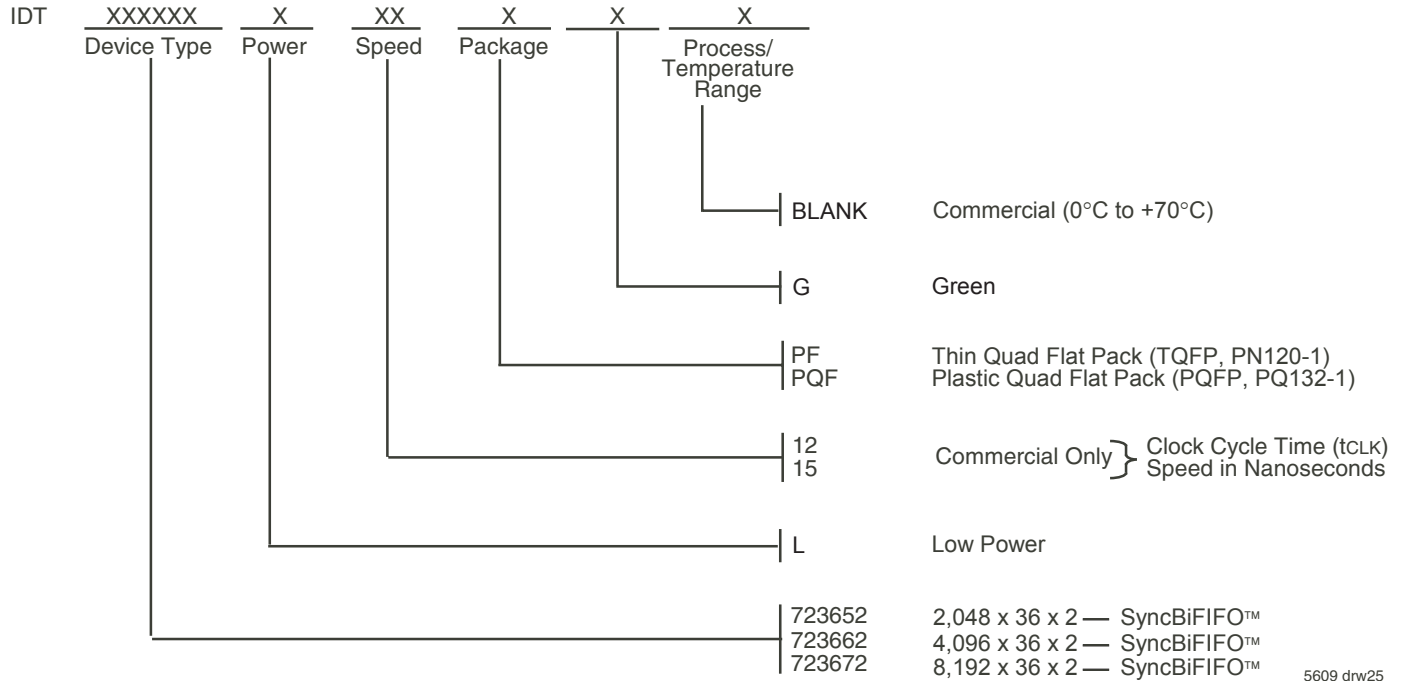 IDT XXXXXX X XX X X X
Device Type Power Speed Package Process/
Temperature
Range
BLANK Commercial (0°C to +70°C)
G Green
PF Thin Quad Flat Pack (TQFP, PN120-1)
PQF Plastic Quad Flat Pack (PQFP, PQ132-1)
12 Commercial Only } Clock Cycle Time (tCLK)
15 Speed in Nanoseconds
L Low Power
723652 2,048 x 36 x 2 — SyncBiFIFO™
723662 4,096 x 36 x 2 — SyncBiFIFO™
723672 8,192 x 36 x 2 — SyncBiFIFO™
5609 drw25